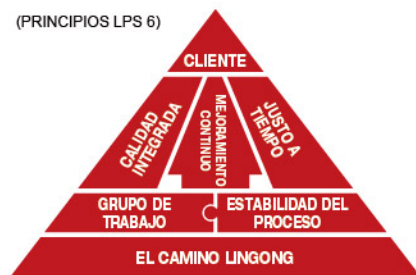 (PRINCIPIOS LPS 6)
CLIENTE
CALIDAD
INTEGRADA
MEJORAMIENTO
CONTINUO
JUSTO A
TIEMPO
GRUPO DE
TRABAJO
ESTABILIDAD DEL
PROCESO
EL CAMINO LINGONG